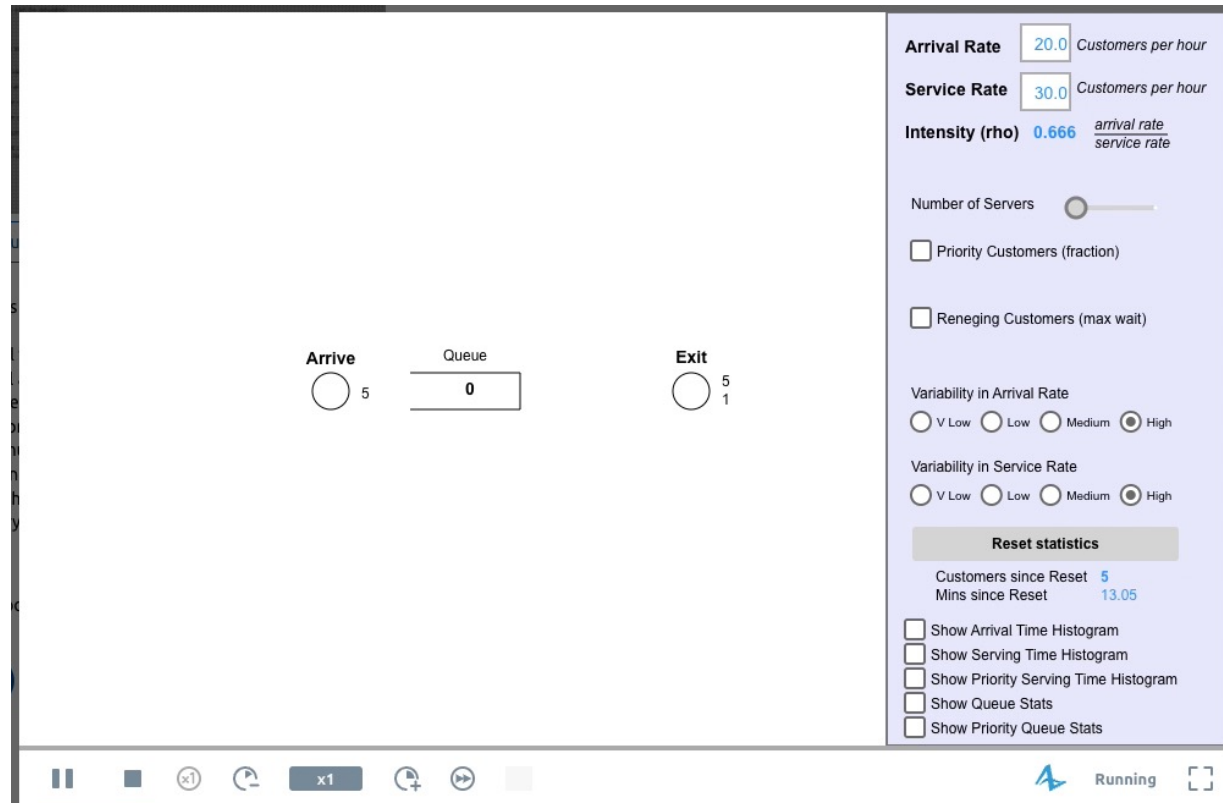 Arrival Rate 20.0 Customers per hour
Service Rate 30.0 Customers per hour
Intensity (rho) 0.666 arrival rate
service rate
Number of Servers
Priority Customers (fraction)
Reneging Customers (max wait)
Arrive
5
Queue
0
Exit
5
1
Variability in Arrival Rate
V Low Low Medium High
Variability in Service Rate
V Low Low Medium High
Reset statistics
Customers since Reset 5
Mins since Reset 13.05
Show Arrival Time Histogram
Show Serving Time Histogram
Show Priority Serving Time Histogram
Show Queue Stats
Show Priority Queue Stats
x1
x1
Running